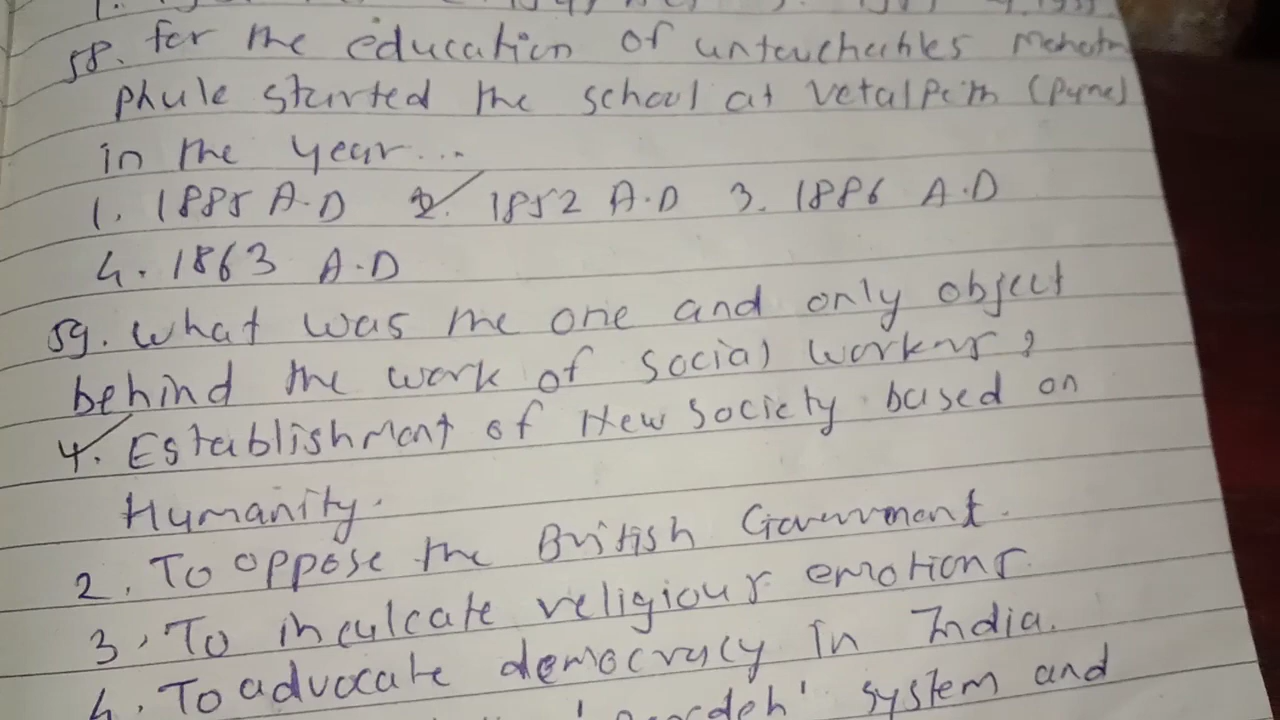 58. for the education of untouchables Mahatm
phule started the school at Vetalpeth (Pune)
in the year...
1. 1885 A.D 2. 1852 A.D 3. 1886 A.D
4. 1863 A.D
59. What was the one and only object
behind the work of social workers?
1. Establishment of New Society based on
Humanity.
2. To oppose the British Government.
3. To inculcate religious emotions.
4. To advocate democracy in India.
system and